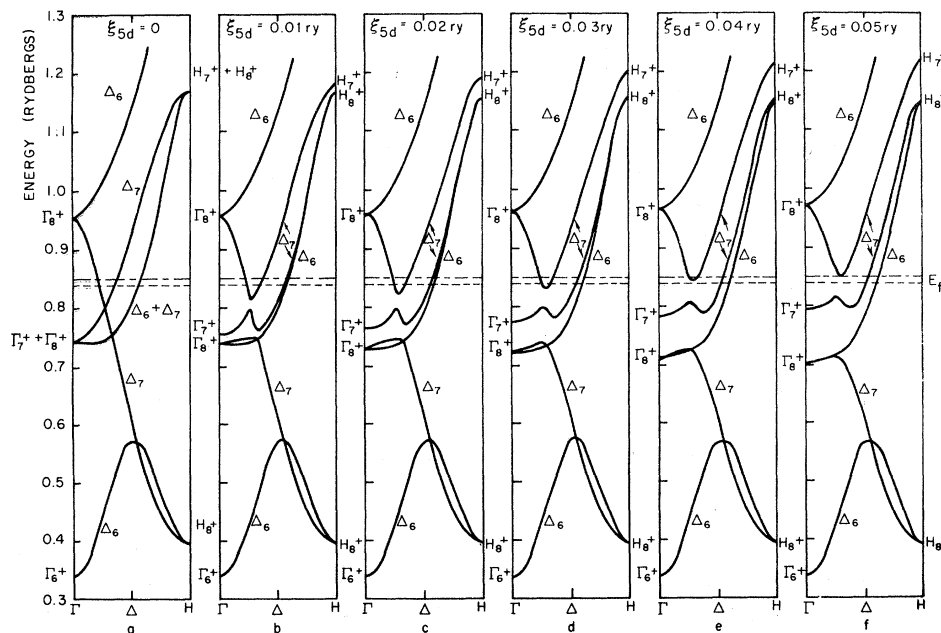 ξ5d = 0
ξ5d = 0.01 ry
ξ5d = 0.02 ry
ξ5d = 0.03 ry
ξ5d = 0.04 ry
ξ5d = 0.05 ry
ENERGY (RYDBERGS)
1.3
1.2
1.1
1.0
0.9
0.8
0.7
0.6
0.5
0.4
0.3
Γ8+
Γ7+ + Γ8+
Γ6+
Δ6
Δ7
Δ6 + Δ7
Δ7
Δ6
H7+ + H8+
H8+
Γ Δ H
a
Γ8+
Γ7+
Γ8+
Γ6+
Δ6
Δ7
Δ6
Δ7
Δ6
H7+
H8+
Γ Δ H
b
Γ8+
Γ7+
Γ8+
Γ6+
Δ6
Δ7
Δ6
Δ7
Δ6
H7+
H8+
H8+
Γ Δ H
c
Γ8+
Γ7+
Γ8+
Γ6+
Δ6
Δ7
Δ6
Δ7
Δ6
H7+
H8+
H8+
Γ Δ H
d
Γ8+
Γ7+
Γ8+
Γ6+
Δ6
Δ7
Δ6
Δ7
Δ6
H7+
H8+
H8+
Γ Δ H
e
Γ8+
Γ7+
Γ8+
Γ6+
Δ6
Δ7
Δ6
Δ7
Δ6
H7+
H8+
Ef
H8
Γ Δ H
f